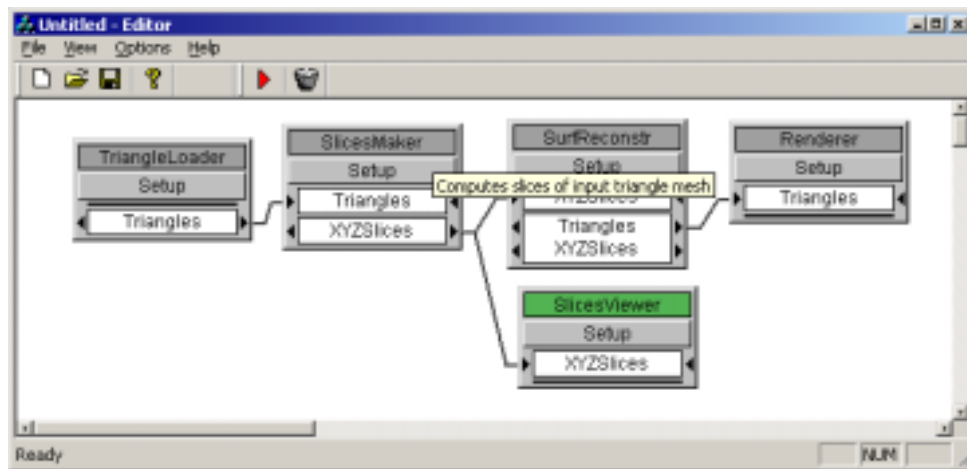 Untitled - Editor
File View Options Help
TriangleLoader
Setup
Triangles
SlicesMaker
Setup
Triangles
XYZSlices
SurfReconstr
Setup
Computes slices of input triangle mesh
XYZSlices
Triangles
XYZSlices
Renderer
Setup
Triangles
SlicesViewer
Setup
XYZSlices
Ready
NUM